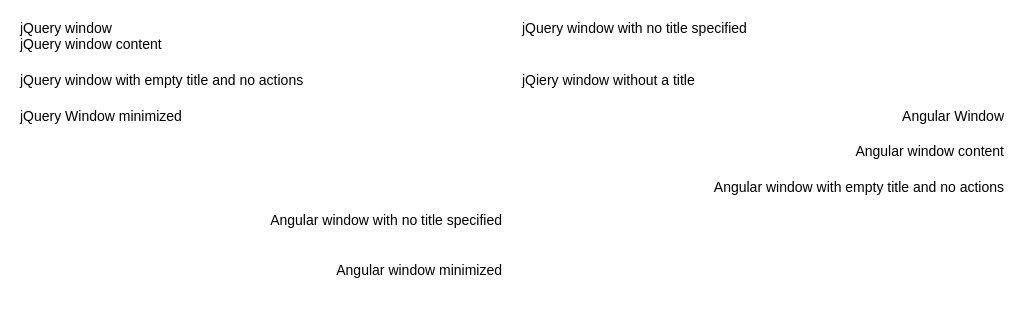 jQuery window
jQuery window content
jQuery window with no title specified
jQuery window with empty title and no actions
jQiery window without a title
jQuery Window minimized
Angular Window
Angular window content
Angular window with empty title and no actions
Angular window with no title specified
Angular window minimized